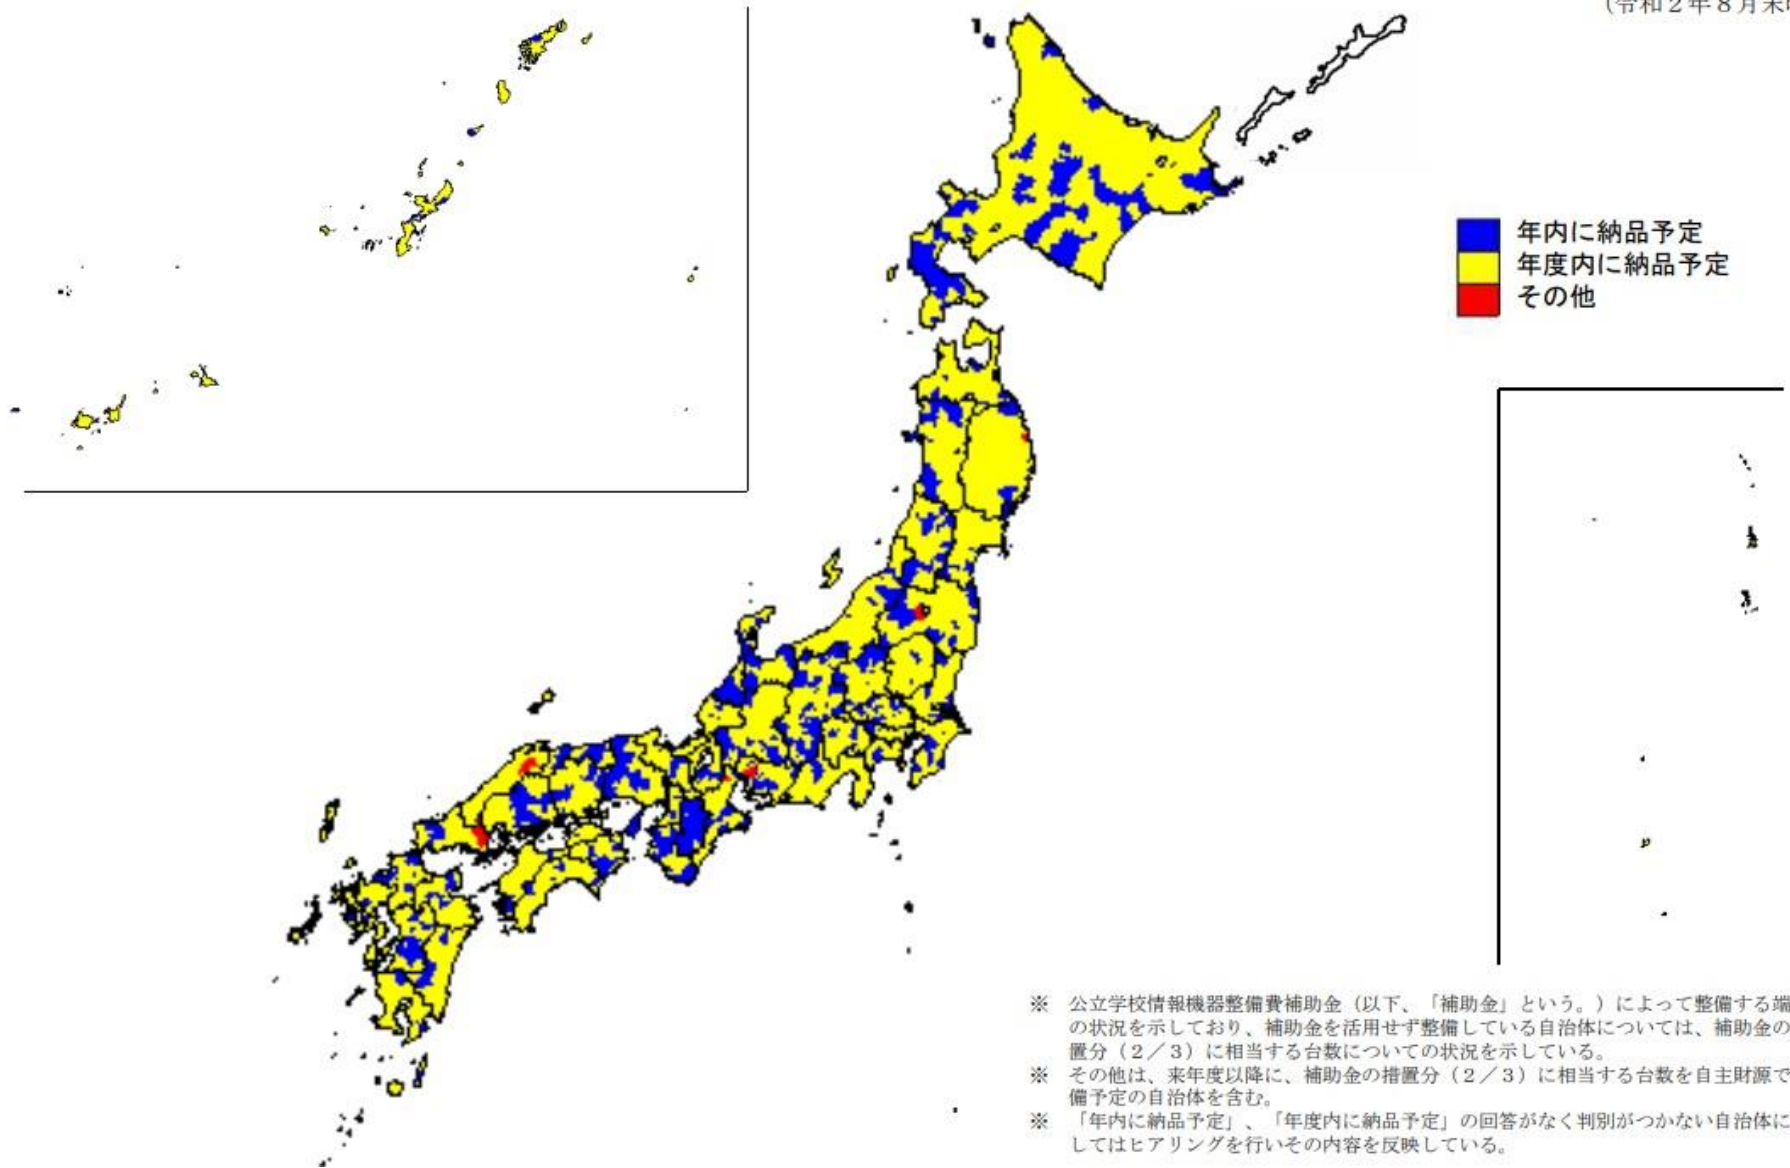 (令和２年８月末時
年内に納品予定
年度内に納品予定
その他
※ 公立学校情報機器整備費補助金（以下、「補助金」という。）によって整備する端
の状況を示しており、補助金を活用せず整備している自治体については、補助金の
置分（２／３）に相当する台数についての状況を示している。
※ その他は、来年度以降に、補助金の措置分（２／３）に相当する台数を自主財源で
備予定の自治体を含む。
※ 「年内に納品予定」、「年度内に納品予定」の回答がなく判別がつかない自治体に
してはヒアリングを行いその内容を反映している。